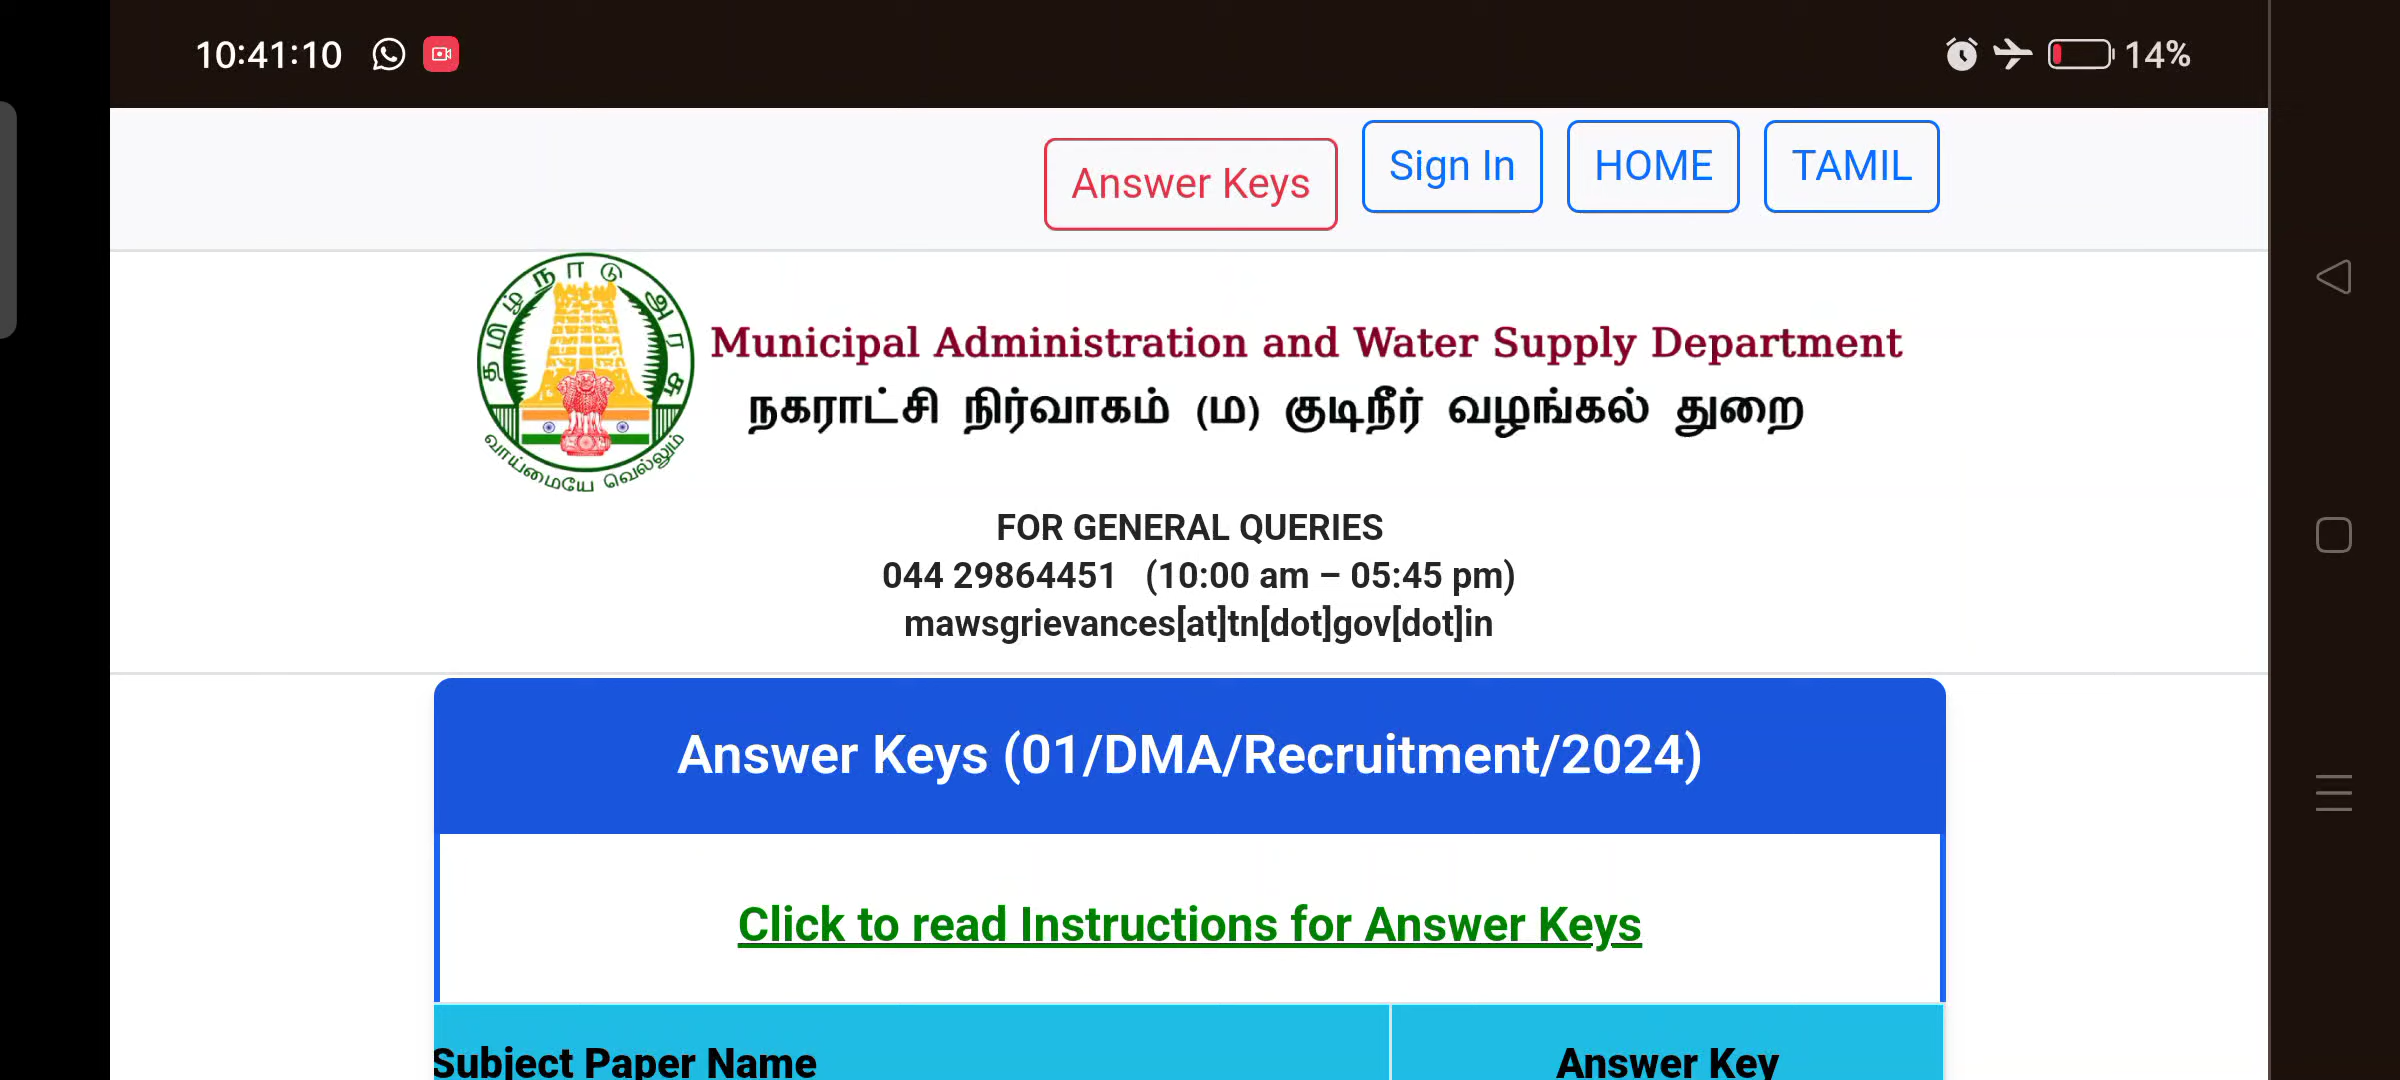 10:41:10 14%
Answer Keys Sign In HOME TAMIL
தமிழ்நாடு அரசு
Municipal Administration and Water Supply Department
நகராட்சி நிர்வாகம் (ம) குடிநீர் வழங்கல் துறை
வாய்மையே வெல்லும்
FOR GENERAL QUERIES
044 29864451 (10:00 am – 05:45 pm)
mawsgrievances[at]tn[dot]gov[dot]in
Answer Keys (01/DMA/Recruitment/2024)
Click to read Instructions for Answer Keys
Subject Paper Name Answer Key